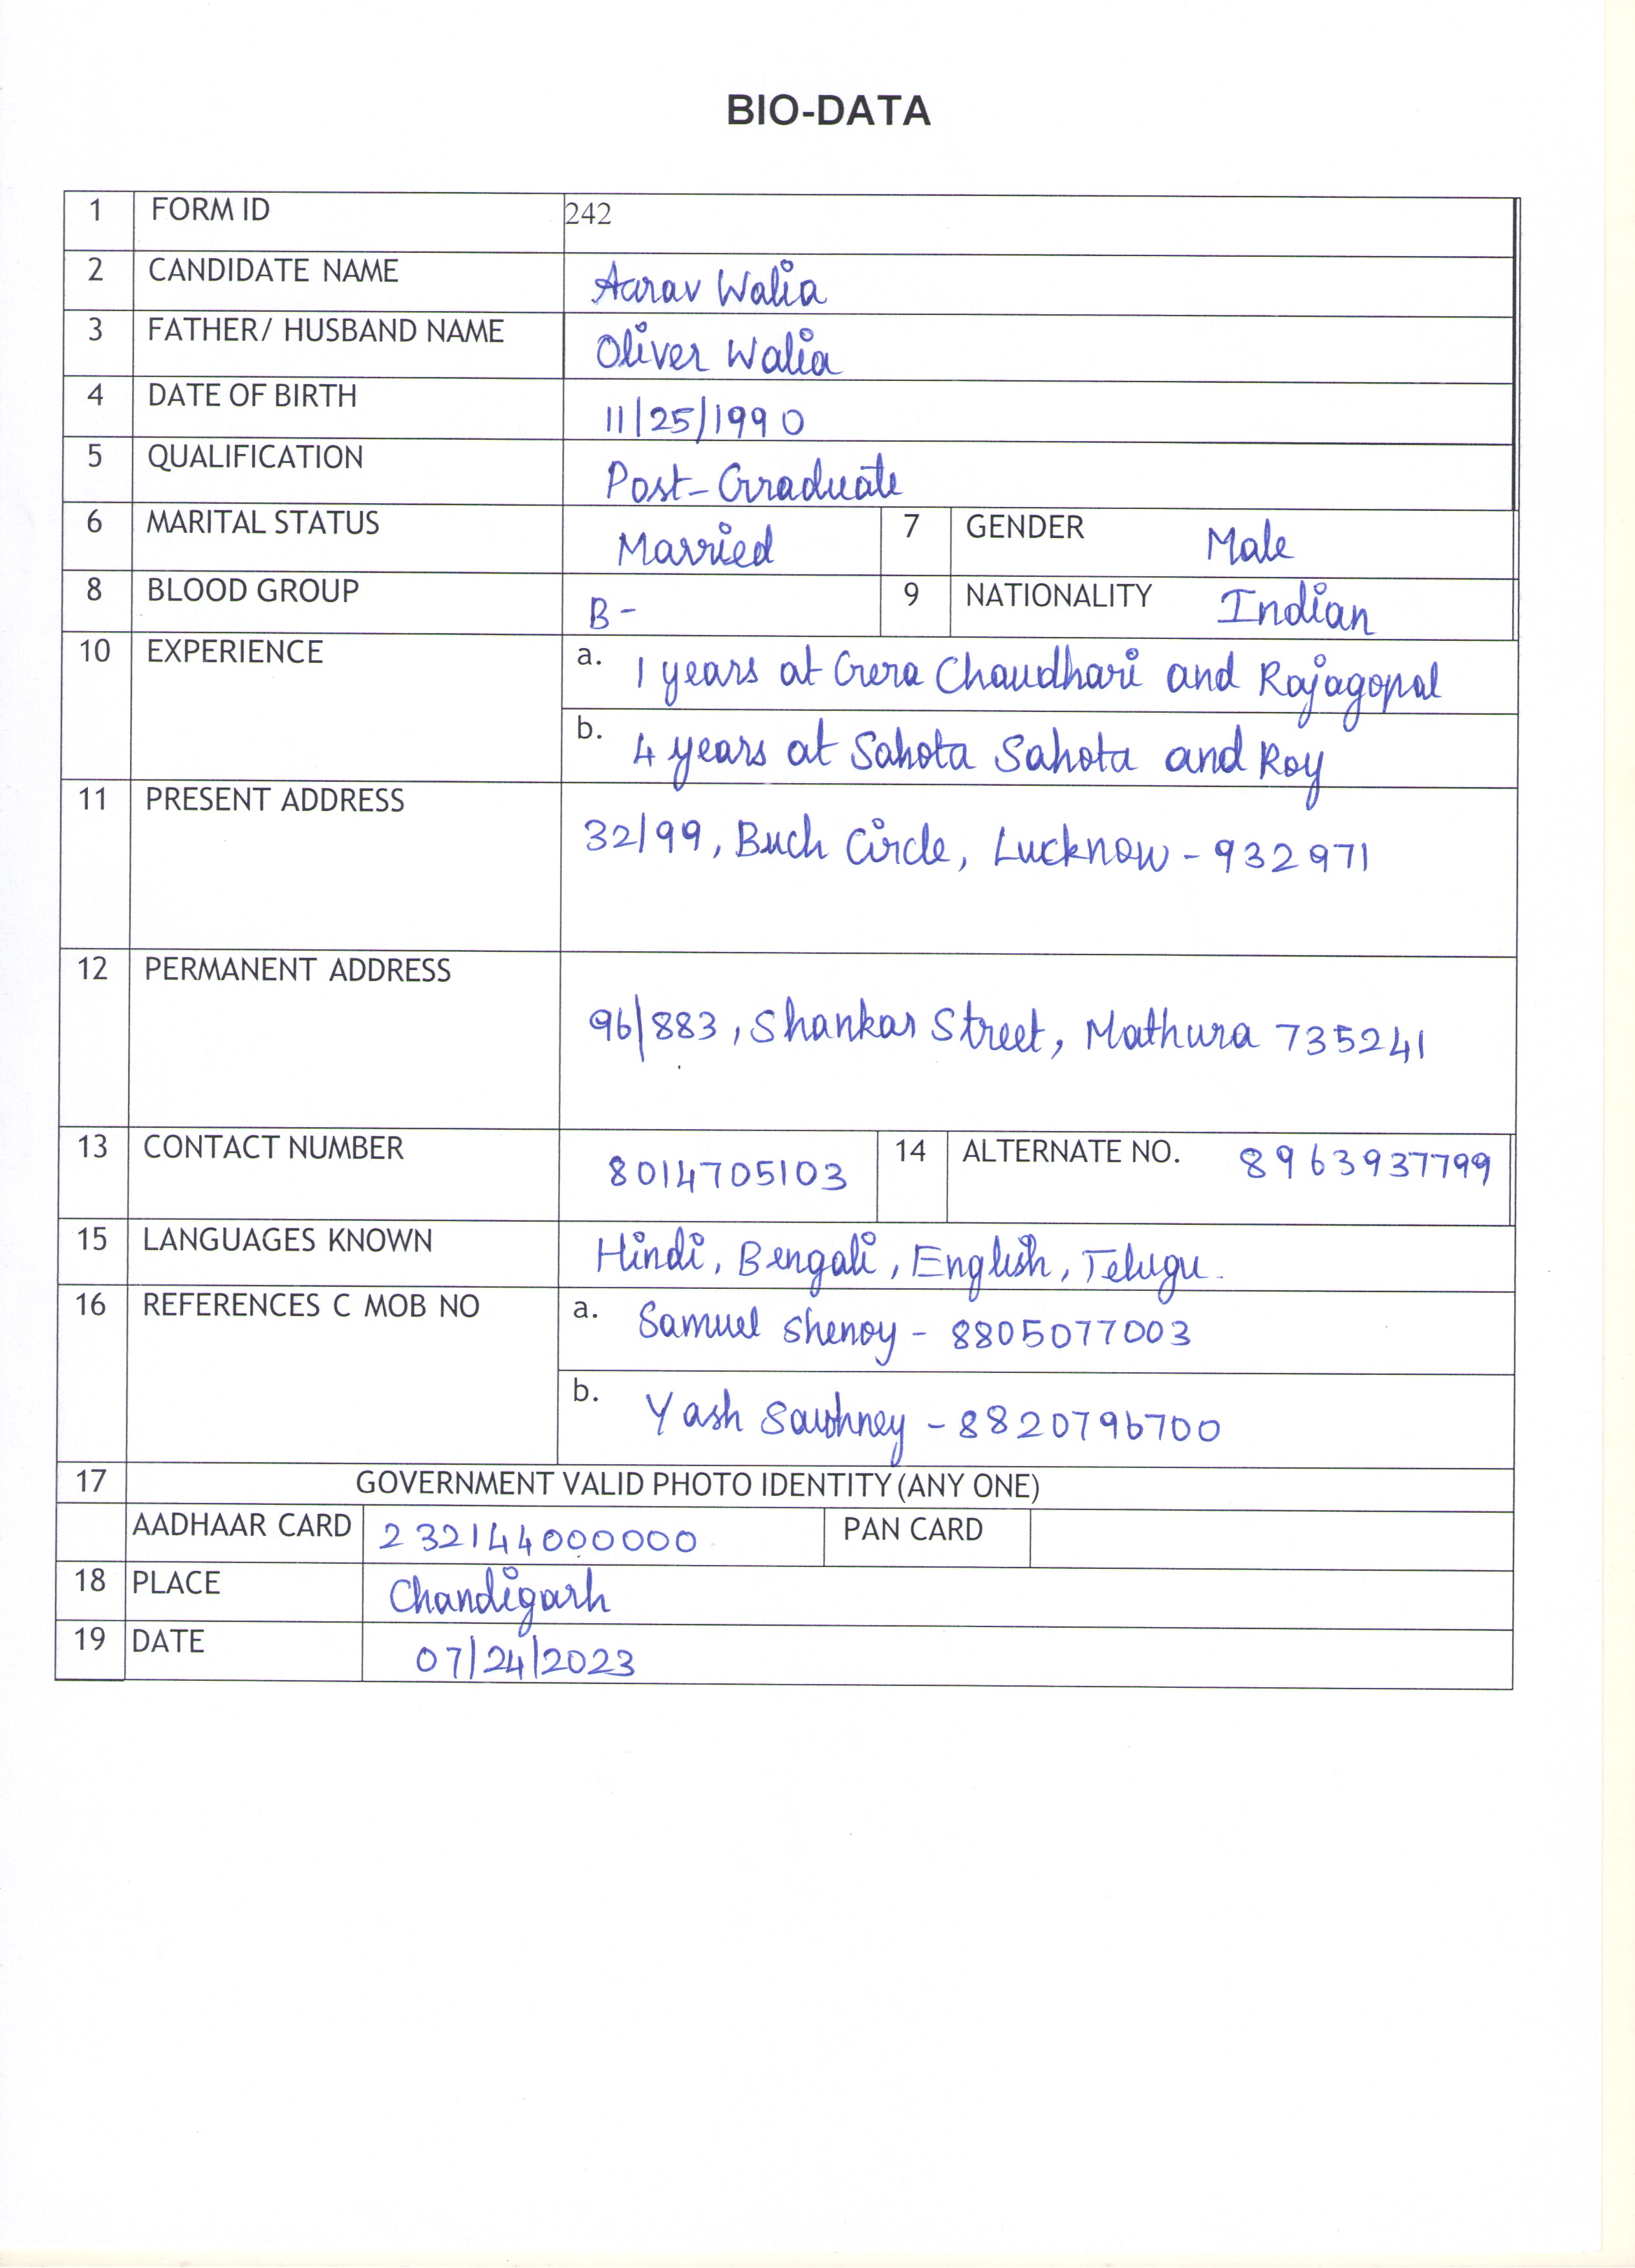 BIO-DATA
1 FORM ID 242
2 CANDIDATE NAME Aarav Walia
3 FATHER/ HUSBAND NAME Oliver Walia
4 DATE OF BIRTH 11/25/1990
5 QUALIFICATION Post-Graduate
6 MARITAL STATUS Married 7 GENDER Male
8 BLOOD GROUP B- 9 NATIONALITY Indian
10 EXPERIENCE a. 1 years at Gera Chaudhari and Rajagopal
b. 4 years at Sahota Sahota and Roy
11 PRESENT ADDRESS 32/99, Buch Circle, Lucknow - 932971
12 PERMANENT ADDRESS 96/883, Shankar Street, Mathura 735241
13 CONTACT NUMBER 8014705103 14 ALTERNATE NO. 8963937799
15 LANGUAGES KNOWN Hindi, Bengali, English, Telugu.
16 REFERENCES C MOB NO a. Samuel Shenoy - 8805077003
b. Yash Sawhney - 8820796700
17 GOVERNMENT VALID PHOTO IDENTITY (ANY ONE)
AADHAAR CARD 232144000000 PAN CARD
18 PLACE Chandigarh
19 DATE 07/24/2023